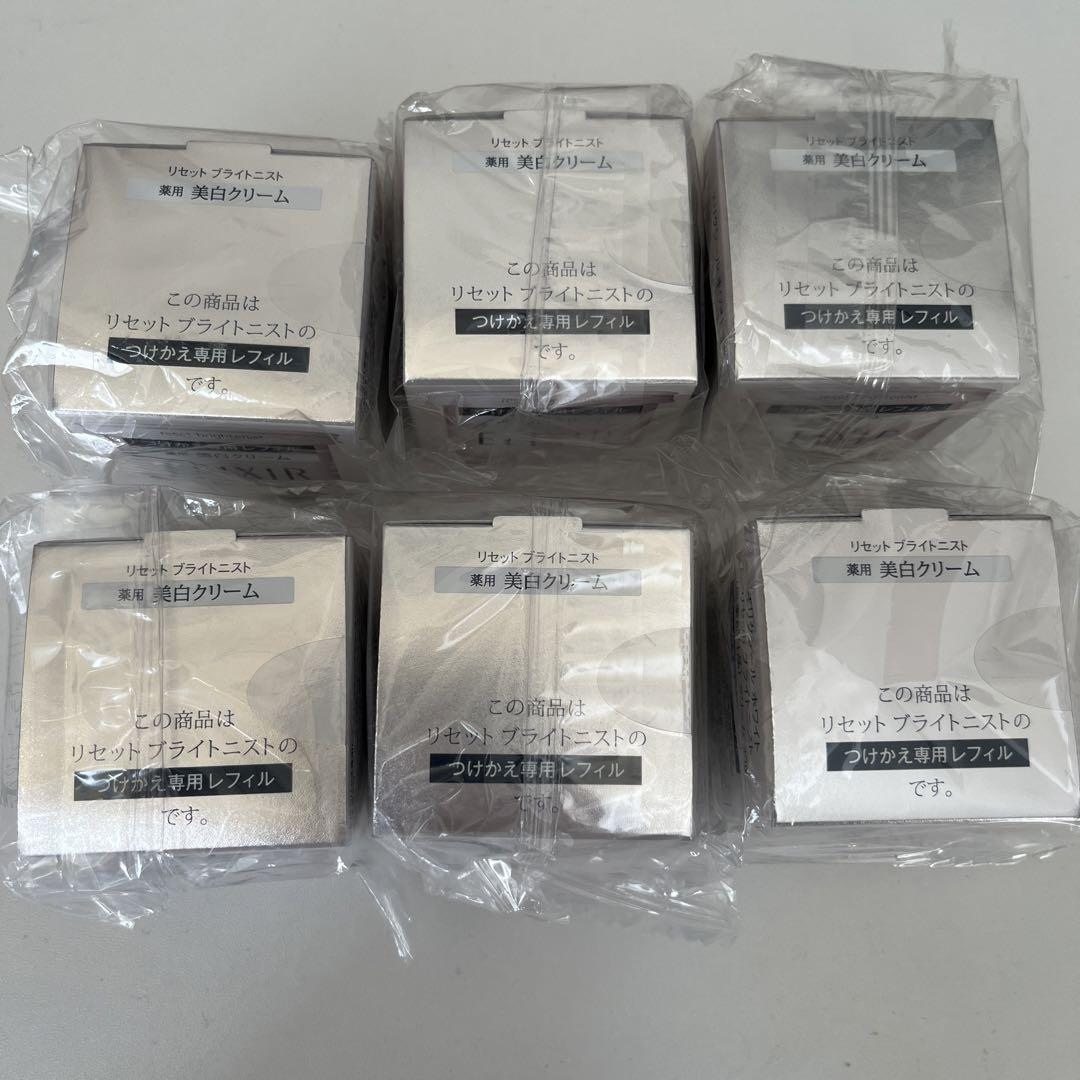 リセット ブライトニスト
薬用 美白クリーム
この商品は
リセット ブライトニストの
つけかえ専用レフィル
です。
リセット ブライトニスト
薬用 美白クリーム
この商品は
リセット ブライトニストの
つけかえ専用レフィル
です。
リセット ブライトニスト
薬用 美白クリーム
この商品は
リセット ブライトニストの
つけかえ専用レフィル
です。
リセット ブライトニスト
薬用 美白クリーム
この商品は
リセット ブライトニストの
つけかえ専用レフィル
です。
リセット ブライトニスト
薬用 美白クリーム
この商品は
リセット ブライトニストの
つけかえ専用レフィル
です。
リセット ブライトニスト
薬用 美白クリーム
この商品は
リセット ブライトニストの
つけかえ専用レフィル
です。